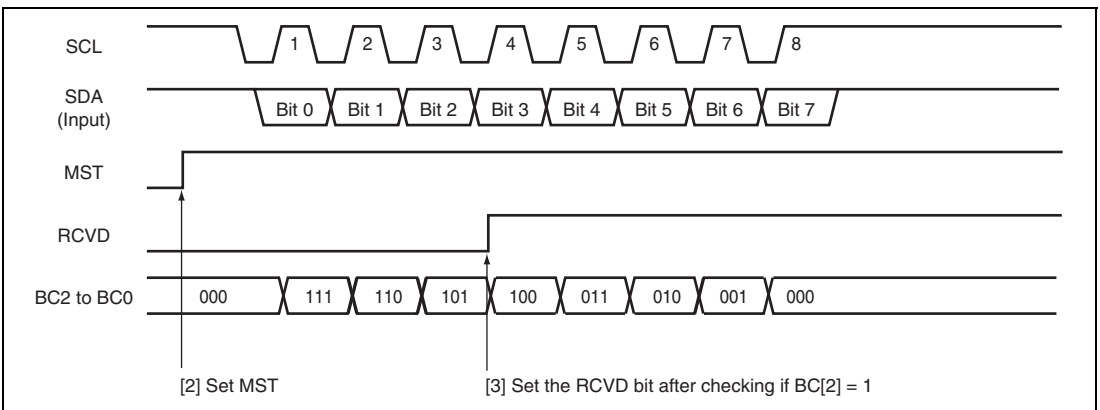 SCL 1 2 3 4 5 6 7 8
SDA
(Input)
Bit 0 Bit 1 Bit 2 Bit 3 Bit 4 Bit 5 Bit 6 Bit 7
MST
RCVD
BC2 to BC0 000 111 110 101 100 011 010 001 000
[2] Set MST [3] Set the RCVD bit after checking if BC[2] = 1